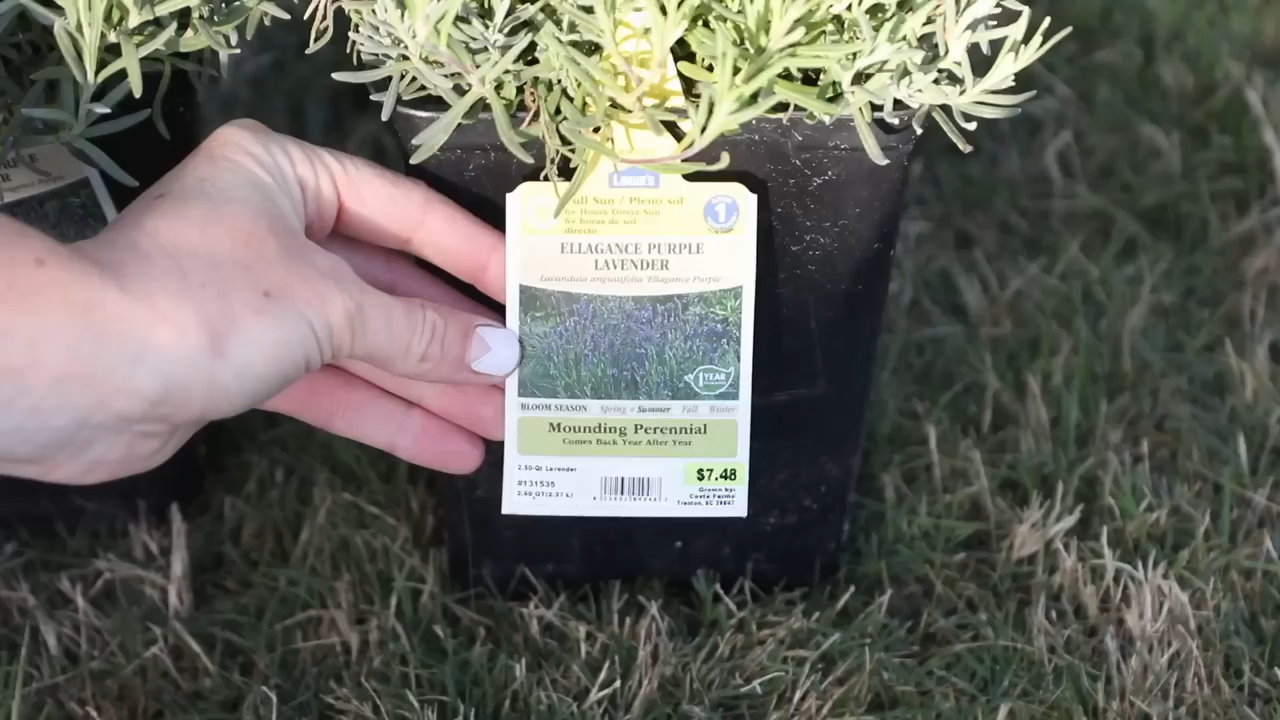 Lowe's
Full Sun / Pleno sol
6+ Hours Direct Sun
6+ horas de sol
directo
1
ELLAGANCE PURPLE
LAVENDER
Lavandula angustifolia 'Ellagance Purple'
1 YEAR
BLOOM SEASON Spring Summer Fall Winter
Mounding Perennial
Comes Back Year After Year
2.50-Qt Lavender
#131535
2.50 QT(2.37 L)
$7.48
Grown by:
Costa Farms
Trenton, SC 29847